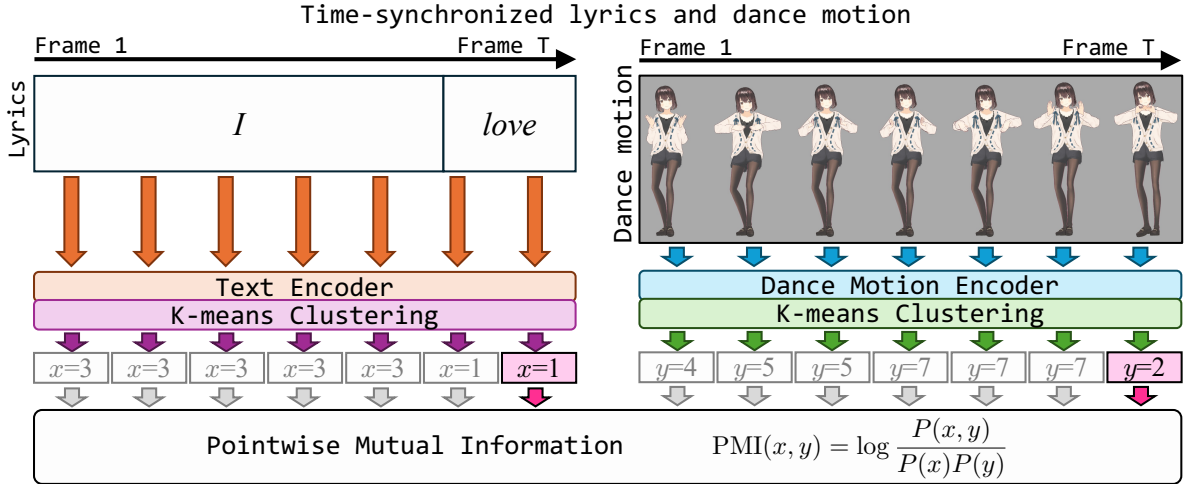 Time-synchronized lyrics and dance motion
Frame 1
Frame T
Frame 1
Frame T
Lyrics
I
love
Dance motion
Text Encoder
K-means Clustering
Dance Motion Encoder
K-means Clustering
x=3
x=3
x=3
x=3
x=3
x=1
x=1
y=4
y=5
y=5
y=7
y=7
y=7
y=2
Pointwise Mutual Information
PMI(x, y) = log P(x, y) / P(x)P(y)